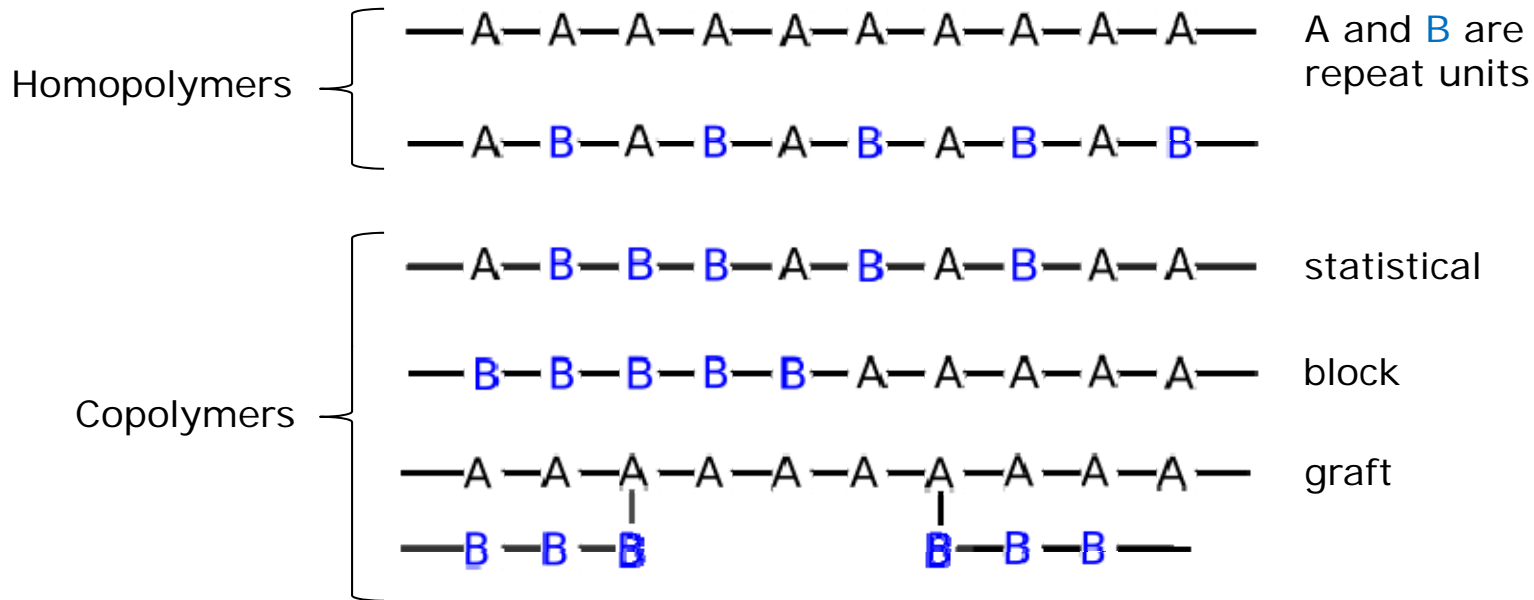 A A A A A A A A A A
A and B are
repeat units
Homopolymers
A B A B A B A B A B
A B B B A B A B A A
statistical
B B B B B A A A A A
block
Copolymers
A A A A A A A A A A
graft
B B B B B B